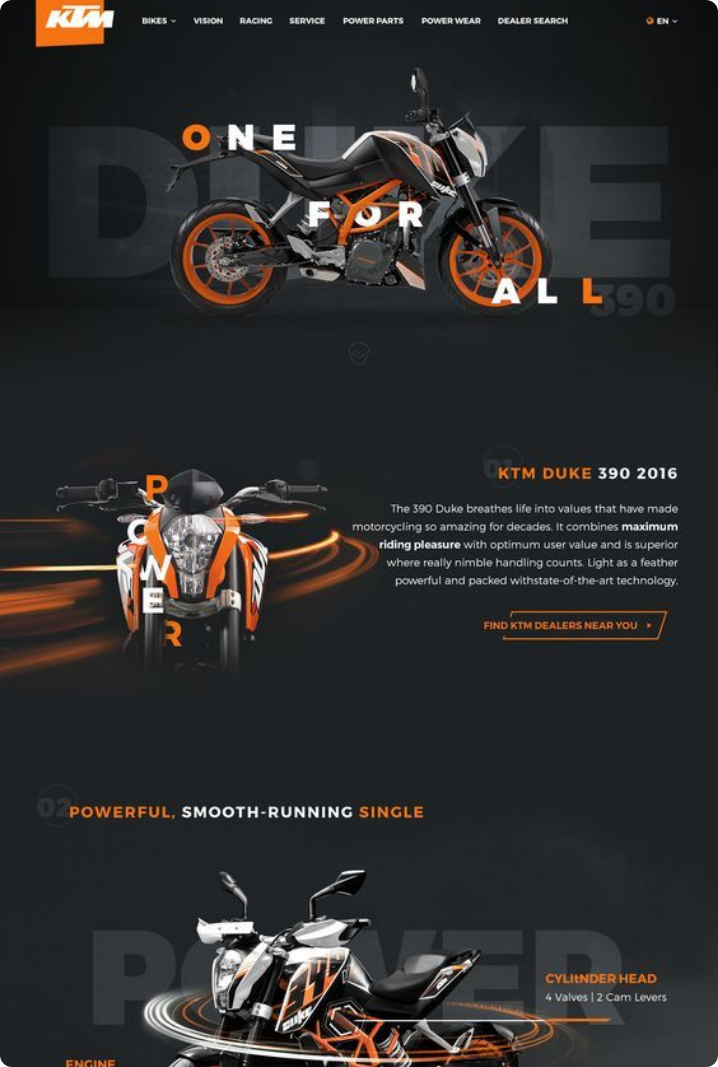 KTM
BIKES VISION RACING SERVICE POWER PARTS POWER WEAR DEALER SEARCH EN
DUKE
ONE
FOR
ALL
390
01
KTM DUKE 390 2016
The 390 Duke breathes life into values that have made
motorcycling so amazing for decades. It combines maximum
riding pleasure with optimum user value and is superior
where really nimble handling counts. Light as a feather
powerful and packed withstate-of-the-art technology.
FIND KTM DEALERS NEAR YOU >
POWER
02
POWERFUL, SMOOTH-RUNNING SINGLE
POWER
CYLItNDER HEAD
4 Valves | 2 Cam Levers
DUKE
ENGINE